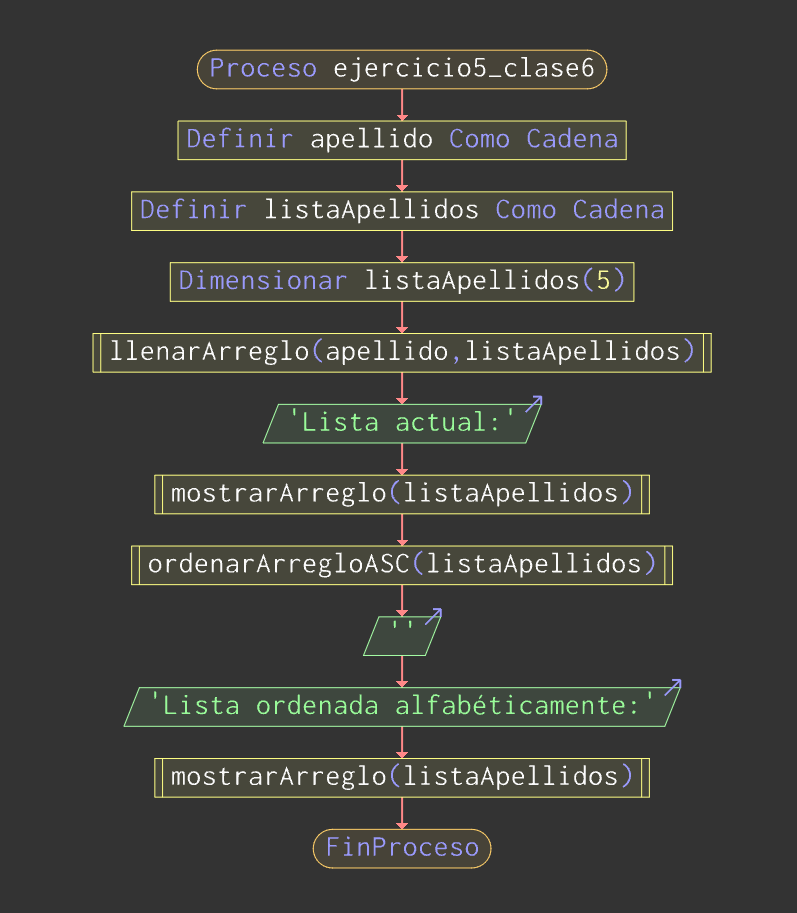 Proceso ejercicio5_clase6
Definir apellido Como Cadena
Definir listaApellidos Como Cadena
Dimensionar listaApellidos(5)
llenarArreglo(apellido,listaApellidos)
'Lista actual:'
mostrarArreglo(listaApellidos)
ordenarArregloASC(listaApellidos)
''
'Lista ordenada alfabéticamente:'
mostrarArreglo(listaApellidos)
FinProceso